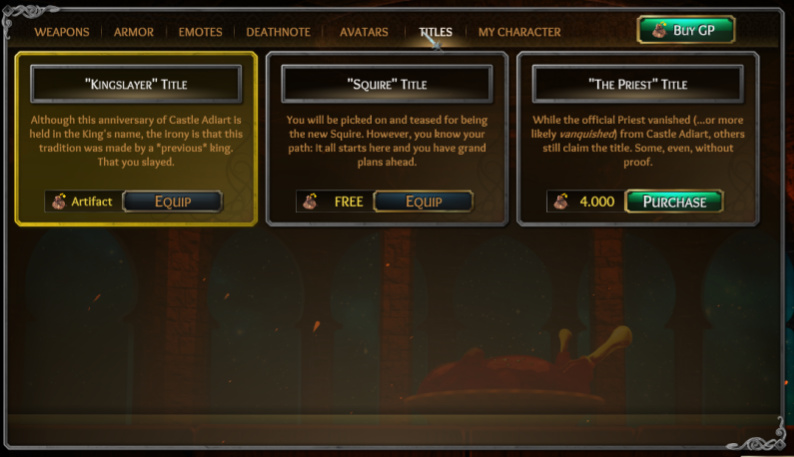 WEAPONS ARMOR EMOTES DEATHNOTE AVATARS TITLES MY CHARACTER BUY GP
"KINGSLAYER" TITLE
Although this anniversary of Castle Adiart is
held in the King's name, the irony is that this
tradition was made by a *previous* king.
That you slayed.
Artifact EQUIP
"SQUIRE" TITLE
You will be picked on and teased for being
the new Squire. However, you know your
path: it all starts here and you have grand
plans ahead.
FREE EQUIP
"THE PRIEST" TITLE
While the official Priest vanished (...or more
likely vanquished) from Castle Adiart, others
still claim the title. Some, even, without
proof.
4.000 PURCHASE